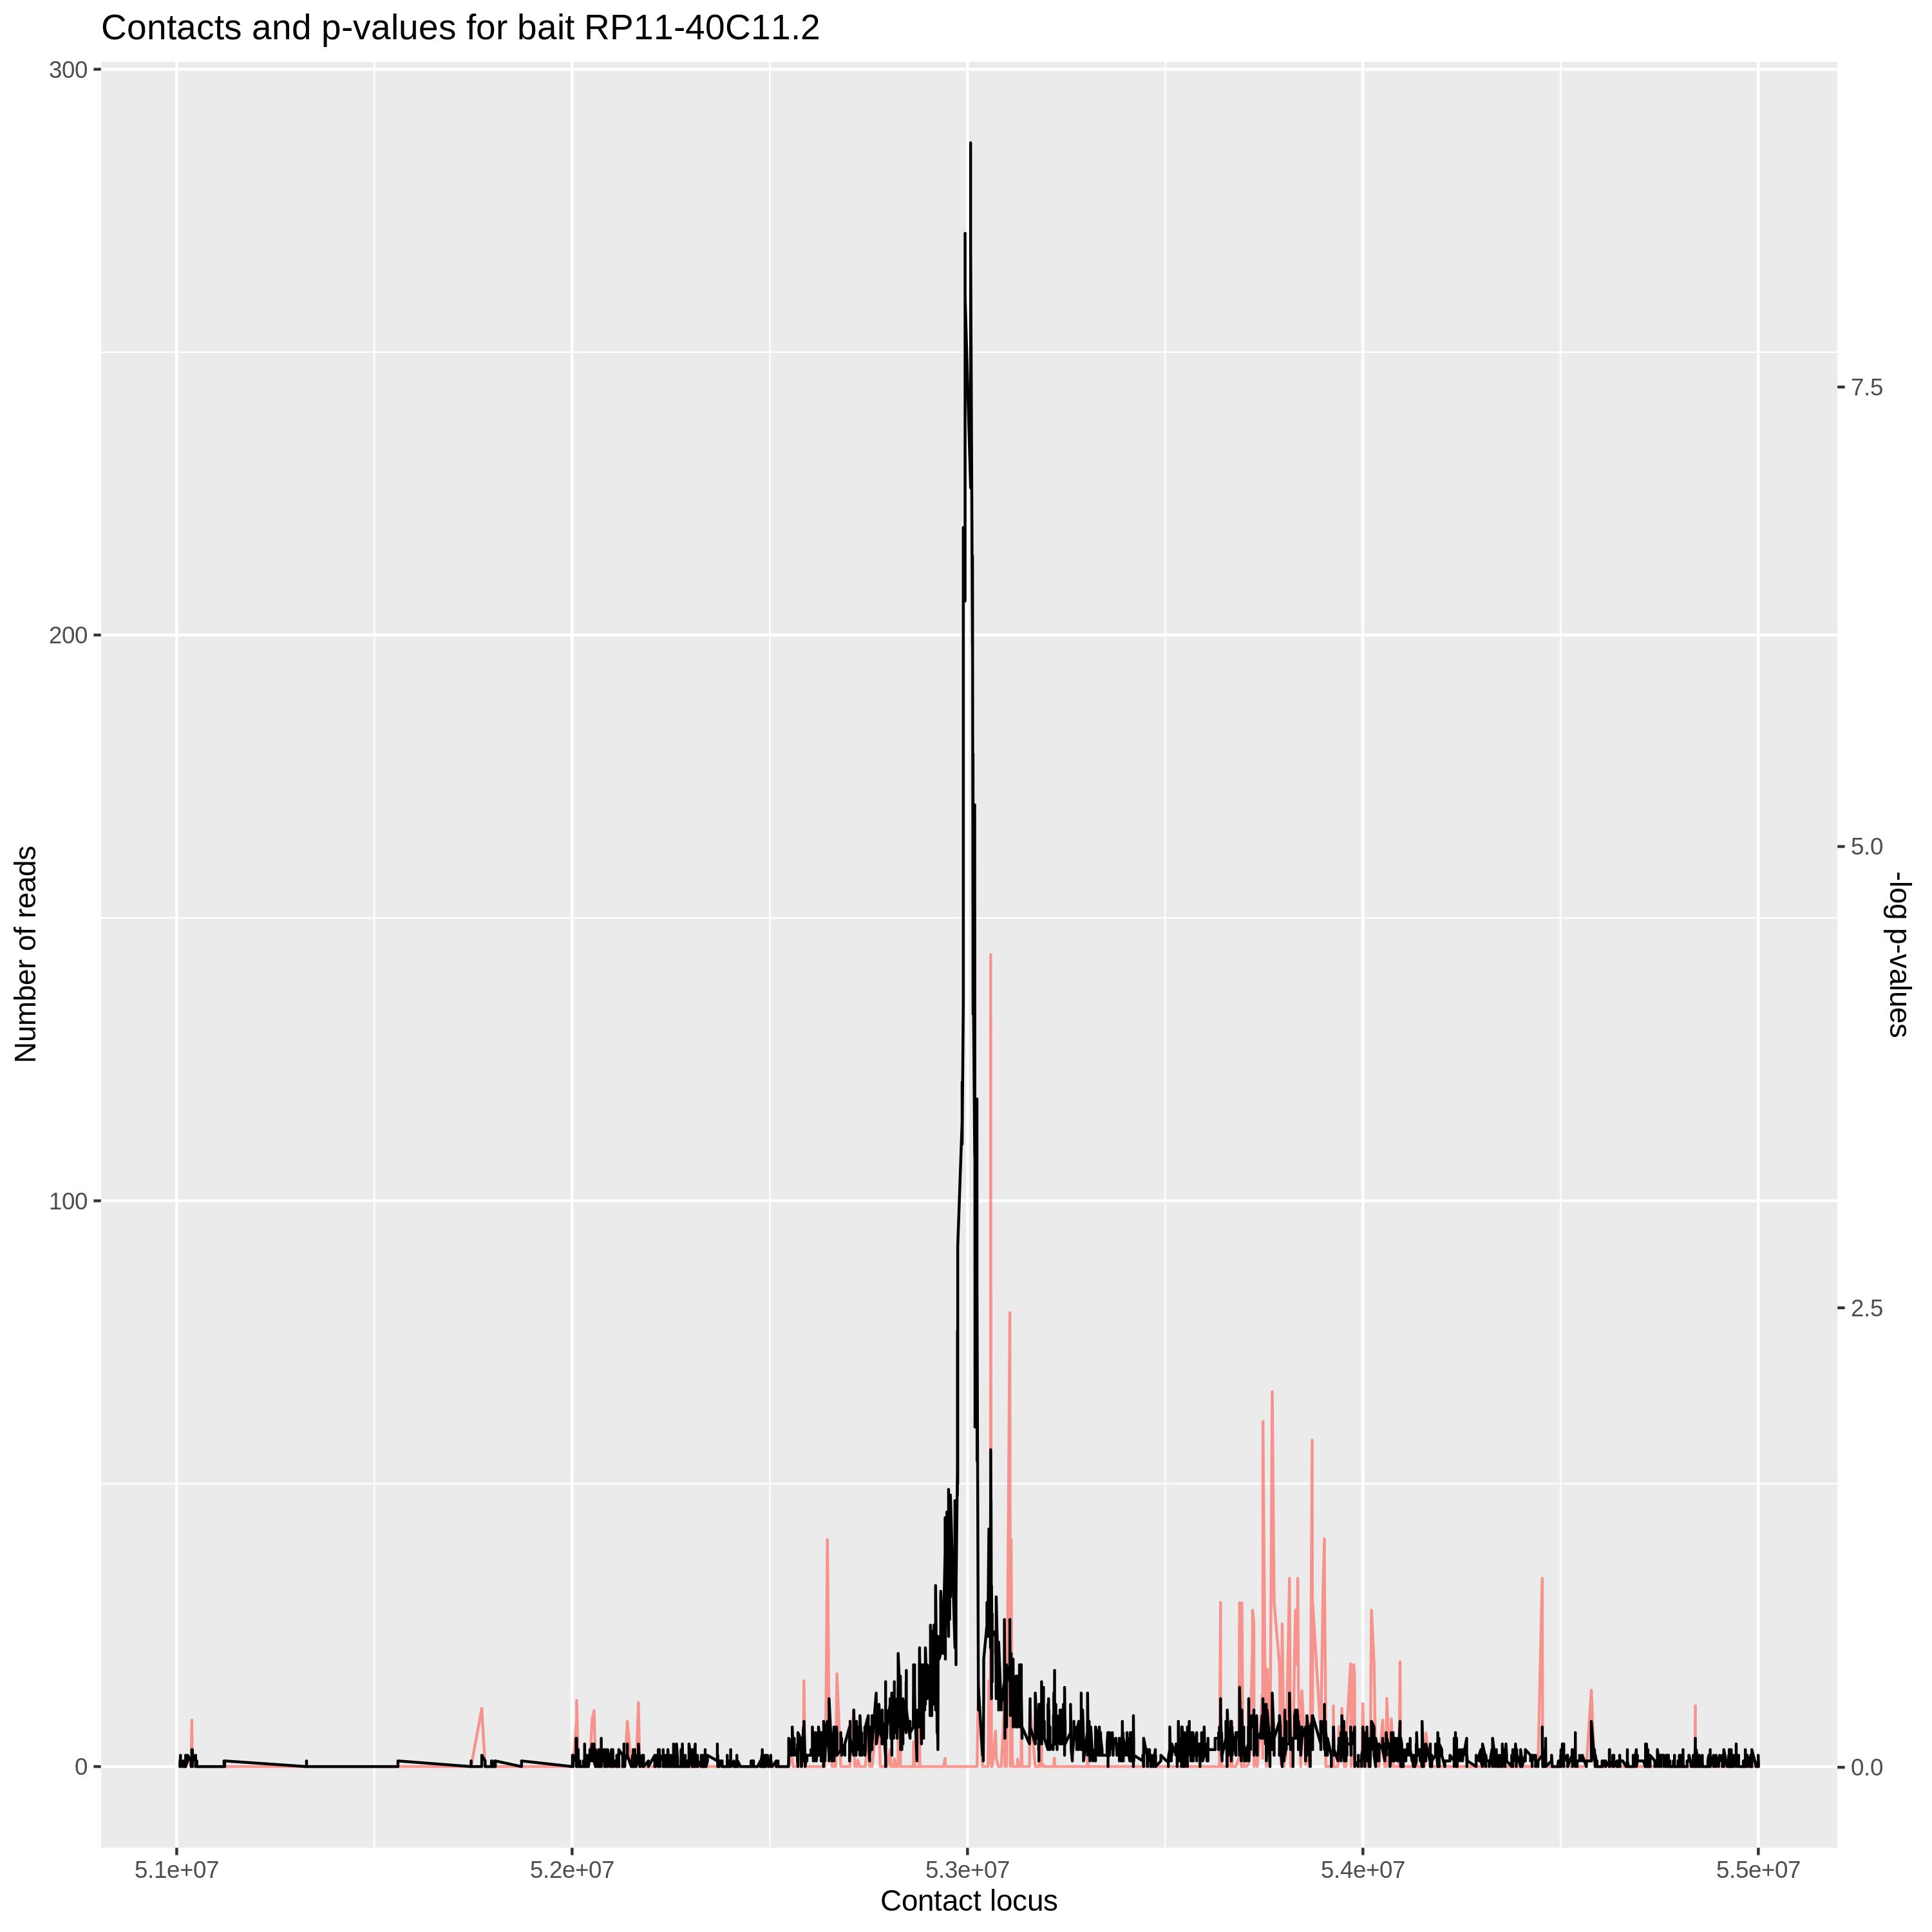 Contacts and p-values for bait RP11-40C11.2
300
200
100
0
Number of reads
7.5
5.0
2.5
0.0
-log p-values
5.1e+07
5.2e+07
5.3e+07
5.4e+07
5.5e+07
Contact locus